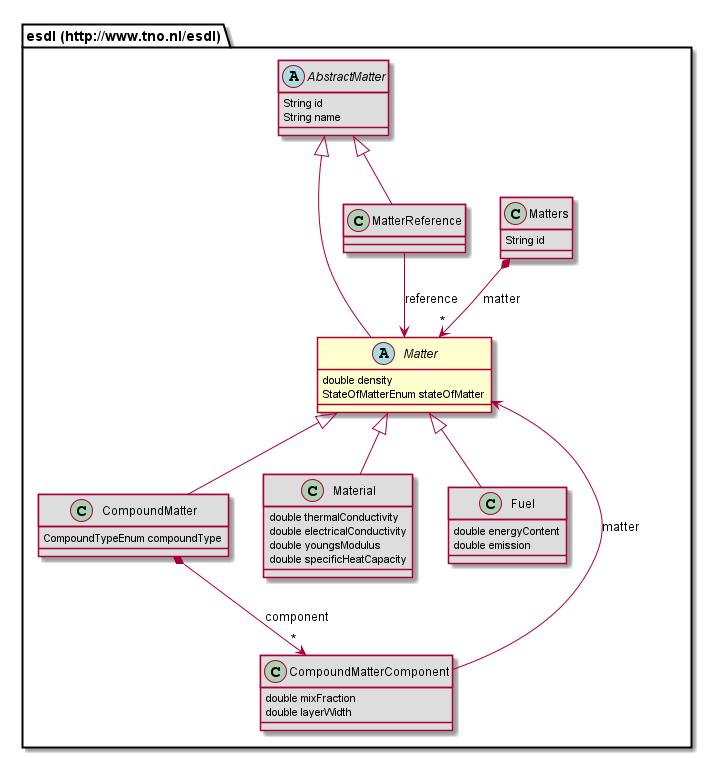 esdl (http://www.tno.nl/esdl)
A AbstractMatter
String id
String name
C MatterReference
C Matters
String id
reference
matter
*
A Matter
double density
StateOfMatterEnum stateOfMatter
C CompoundMatter
CompoundTypeEnum compoundType
C Material
double thermalConductivity
double electricalConductivity
double youngsModulus
double specificHeatCapacity
C Fuel
double energyContent
double emission
matter
component
*
C CompoundMatterComponent
double mixFraction
double layerWidth